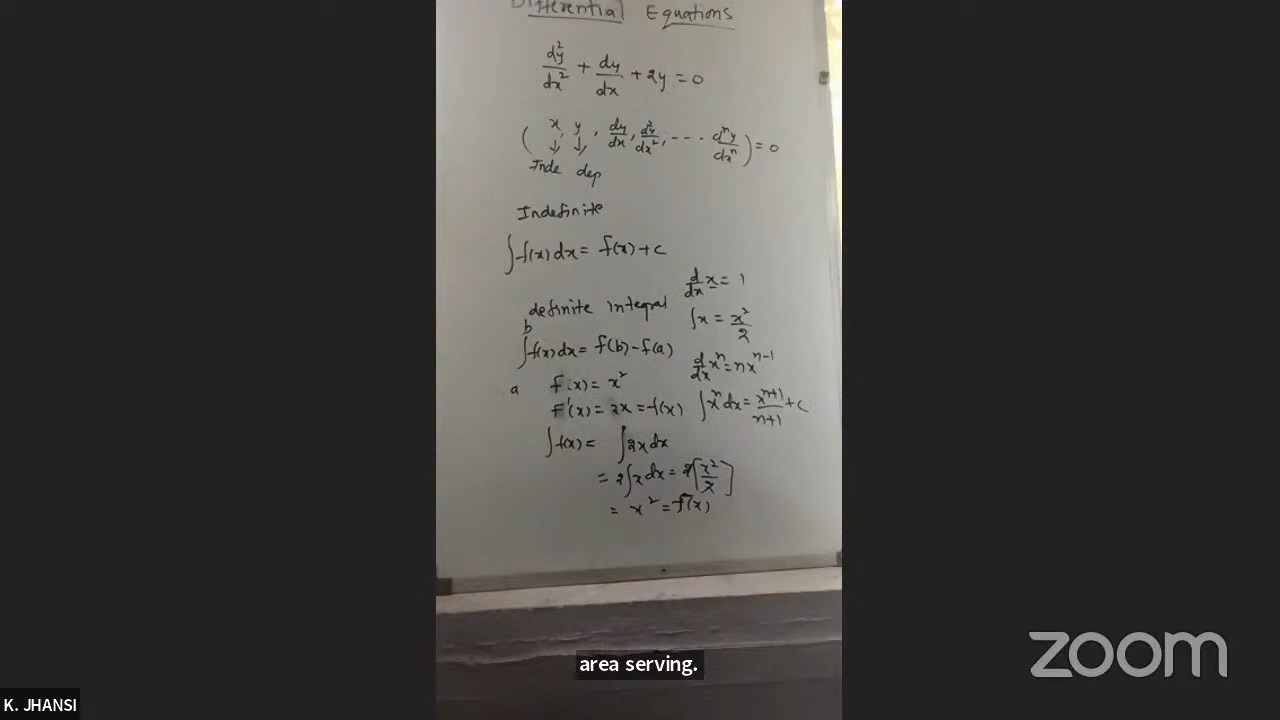 Differential Equations
d²y/dx² + dy/dx + 2y = 0
( x, y, dy/dx, d²y/dx², ---- dⁿy/dxⁿ ) = 0
↓ ↓
Inde dep
Indefinite
∫f(x) dx = f(x) + c
d/dx x = 1
definite integral
∫x = x²/2
b
∫f(x) dx = f(b) - f(a)
a
d/dx xⁿ = nxⁿ⁻¹
F(x) = x²
F'(x) = 2x = f(x)
∫xⁿ dx = xⁿ⁺¹/n+1 + c
∫f(x) = ∫2x dx
= 2∫x dx = 2[x²/2]
= x² = F(x)
area serving.
K. JHANSI
zoom